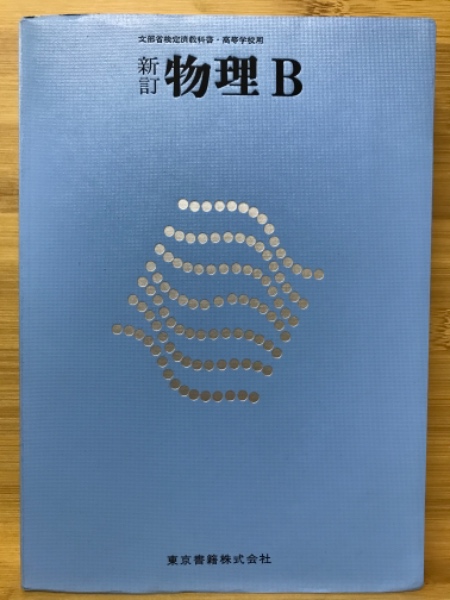 文部省検定済教科書・高等学校用
新訂 物理 B
東京書籍株式会社